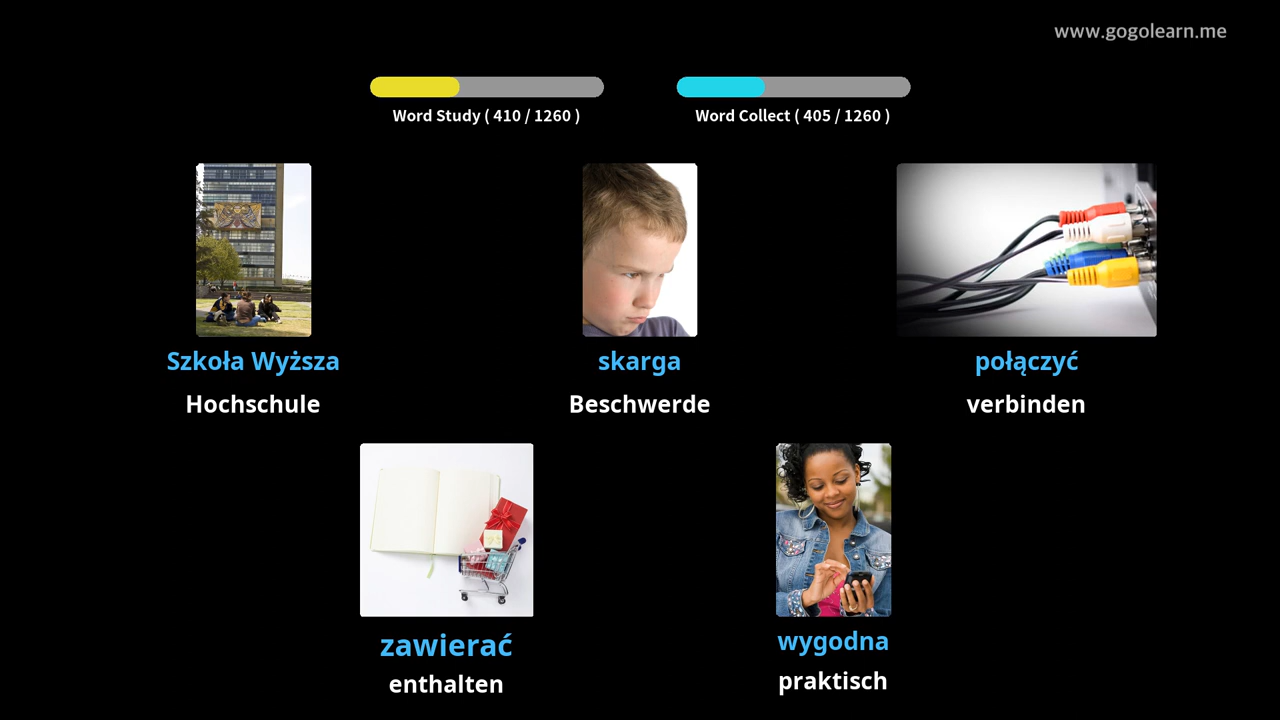 www.gogolearn.me
Word Study ( 410 / 1260 )
Word Collect ( 405 / 1260 )
Szkoła Wyższa
Hochschule
skarga
Beschwerde
połączyć
verbinden
zawierać
enthalten
wygodna
praktisch